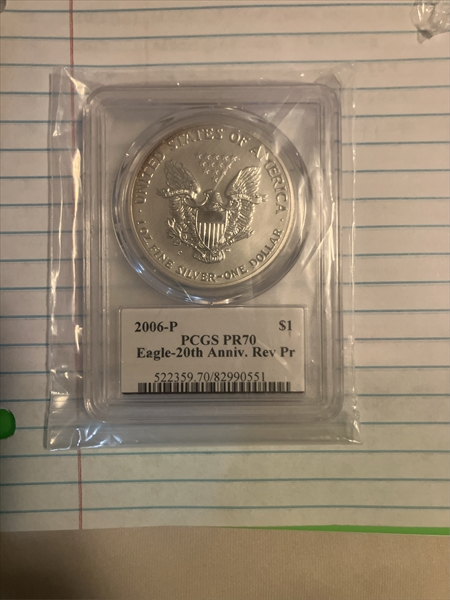 UNITED STATES OF AMERICA
1 OZ. FINE SILVER~ONE DOLLAR
2006-P $1
PCGS PR70
Eagle-20th Anniv. Rev Pr
522359.70/82990551